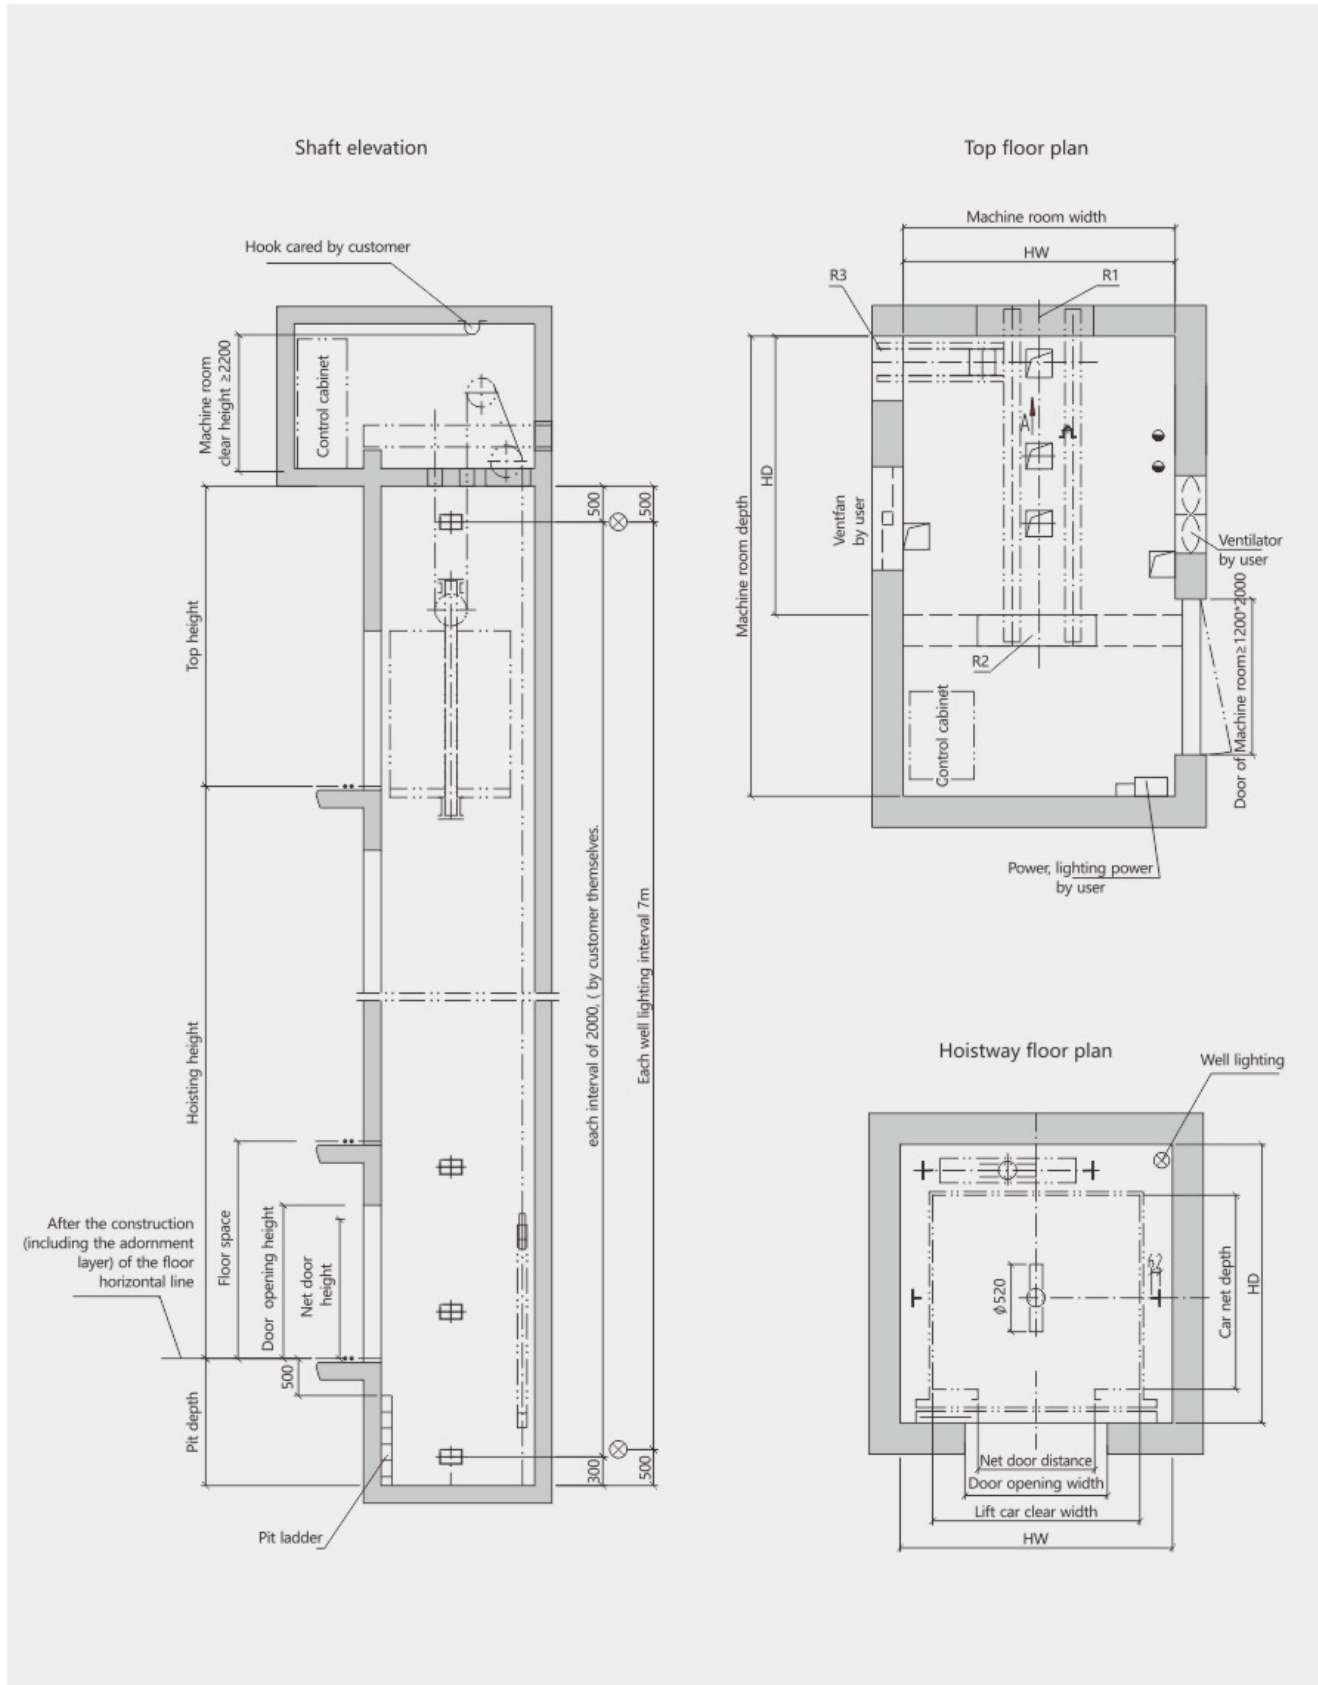 Shaft elevation
Hook cared by customer
Machine room
clear height ≥2200
Control cabinet
500
500
Top height
Hoisting height
each interval of 2000, ( by customer themselves.
Each well lighting interval 7m
After the construction
(including the adornment
layer) of the floor
horizontal line
Floor space
Door opening height
Net door
height
500
Pit depth
300
500
Pit ladder
Top floor plan
Machine room width
HW
R3
R1
A
HD
Machine room depth
Ventfan
by user
Ventilator
by user
R2
Control cabinet
Door of Machine room≥1200*2000
Power, lighting power
by user
Hoistway floor plan
Well lighting
62
ϕ520
Car net depth
HD
Net door distance
Door opening width
Lift car clear width
HW